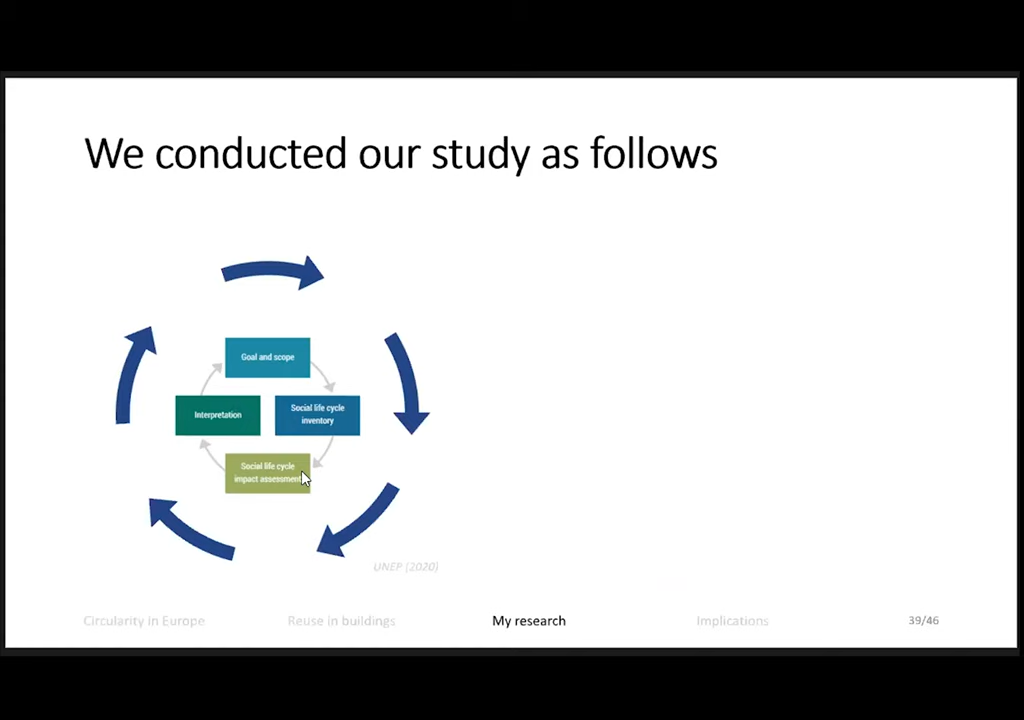 We conducted our study as follows
Goal and scope
Interpretation
Social life cycle
inventory
Social life cycle
impact assessment
UNEP (2020)
Circularity in Europe
Reuse in buildings
My research
Implications
39/46